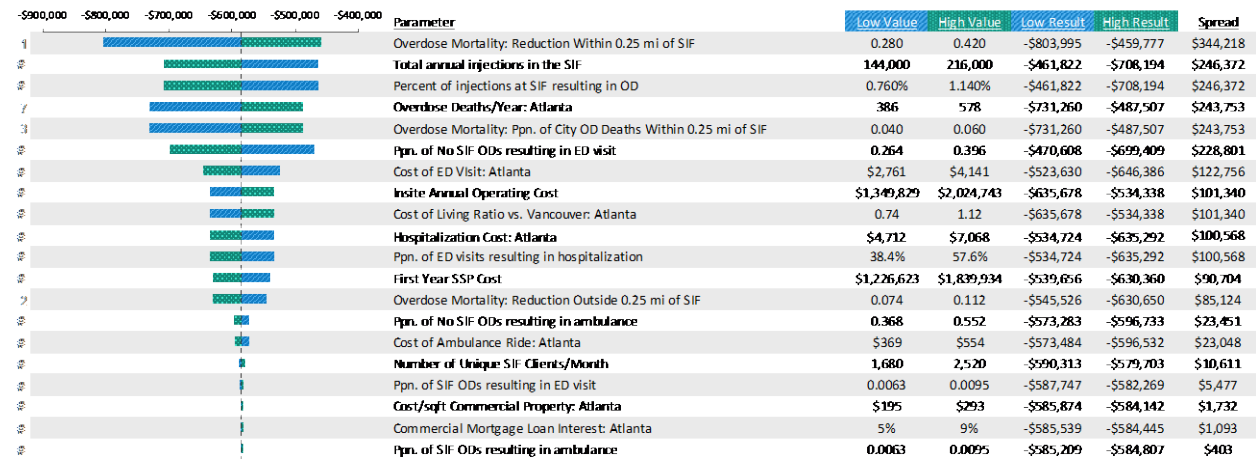 -$900,000 -$800,000 -$700,000 -$600,000 -$500,000 -$400,000 Parameter Low Value High Value Low Result High Result Spread
Overdose Mortality: Reduction Within 0.25 mi of SIF 0.280 0.420 -$803,995 -$459,777 $344,218
Total annual injections in the SIF 144,000 216,000 -$461,822 -$708,194 $246,372
Percent of injections at SIF resulting in OD 0.760% 1.140% -$461,822 -$708,194 $246,372
Overdose Deaths/Year: Atlanta 386 578 -$731,260 -$487,507 $243,753
3 Overdose Mortality: Ppn. of City OD Deaths Within 0.25 mi of SIF 0.040 0.060 -$731,260 -$487,507 $243,753
Ppn. of No SIF ODs resulting in ED visit 0.264 0.396 -$470,608 -$699,409 $228,801
Cost of ED Visit: Atlanta $2,761 $4,141 -$523,630 -$646,386 $122,756
Insite Annual Operating Cost $1,349,829 $2,024,743 -$635,678 -$534,338 $101,340
Cost of Living Ratio vs. Vancouver: Atlanta 0.74 1.12 -$635,678 -$534,338 $101,340
Hospitalization Cost: Atlanta $4,712 $7,068 -$534,724 -$635,292 $100,568
Ppn. of ED visits resulting in hospitalization 38.4% 57.6% -$534,724 -$635,292 $100,568
First Year SSP Cost $1,226,623 $1,839,934 -$539,656 -$630,360 $90,704
2 Overdose Mortality: Reduction Outside 0.25 mi of SIF 0.074 0.112 -$545,526 -$630,650 $85,124
Ppn. of No SIF ODs resulting in ambulance 0.368 0.552 -$573,283 -$596,733 $23,451
Cost of Ambulance Ride: Atlanta $369 $554 -$573,484 -$596,532 $23,048
Number of Unique SIF Clients/Month 1,680 2,520 -$590,313 -$579,703 $10,611
Ppn. of SIF ODs resulting in ED visit 0.0063 0.0095 -$587,747 -$582,269 $5,477
Cost/sqft Commercial Property: Atlanta $195 $293 -$585,874 -$584,142 $1,732
Commercial Mortgage Loan Interest: Atlanta 5% 9% -$585,539 -$584,445 $1,093
Ppn. of SIF ODs resulting in ambulance 0.0063 0.0095 -$585,209 -$584,807 $403